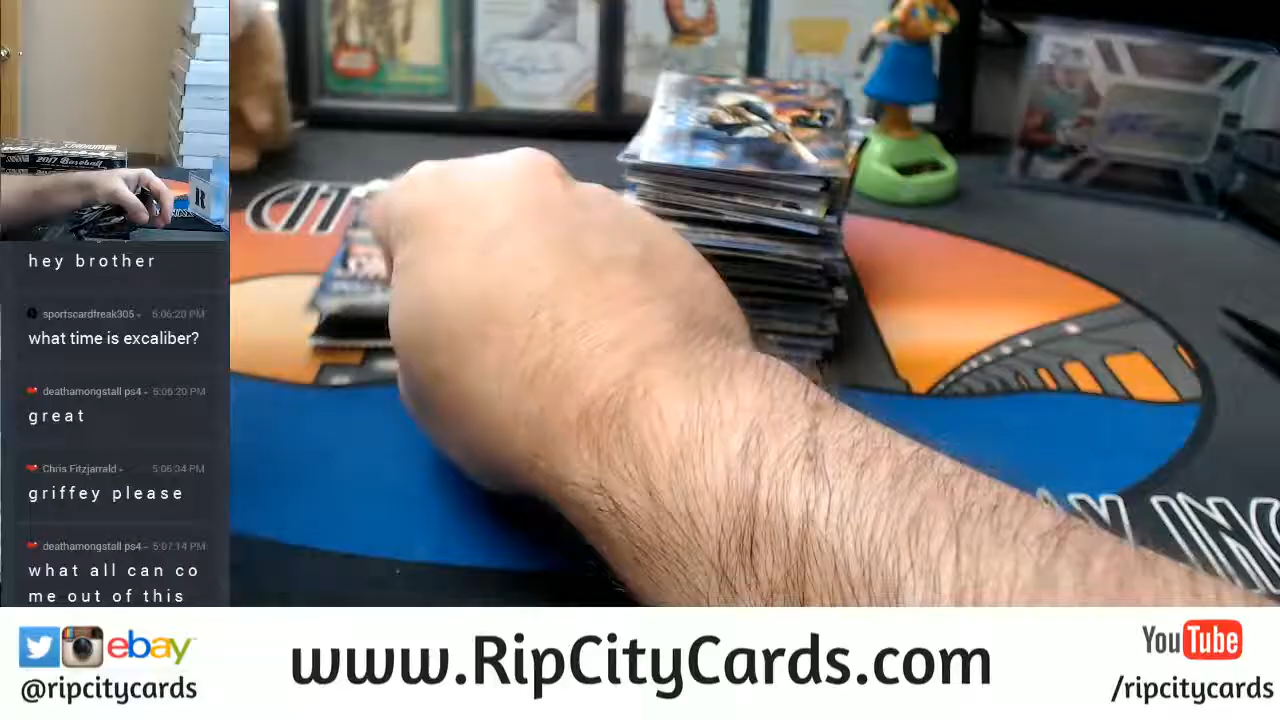 2017 Baseball
R
hey brother
sportscardfreak305
5:06:20 PM
what time is excaliber?
deathamongstall ps4
5:06:20 PM
great
Chris Fitzjarrald
5:06:34 PM
griffey please
deathamongstall ps4
5:07:14 PM
what all can co
me out of this
ebay
@ripcitycards
www.RipCityCards.com
YouTube
/ripcitycards